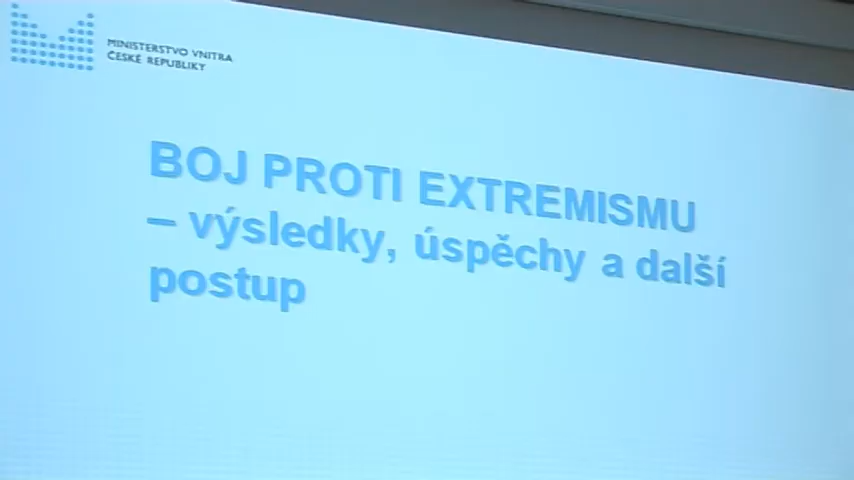 MINISTERSTVO VNITRA
ČESKÉ REPUBLIKY
BOJ PROTI EXTREMISMU
– výsledky, úspěchy a další
postup